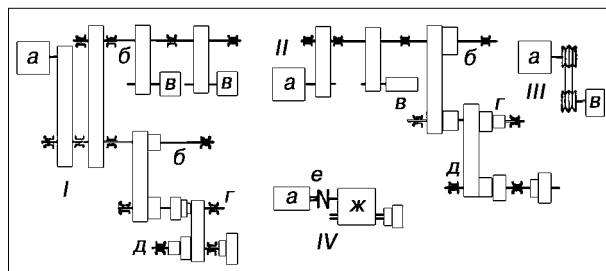 а б в в II а в б г III а в
I б г д е а ж IV д